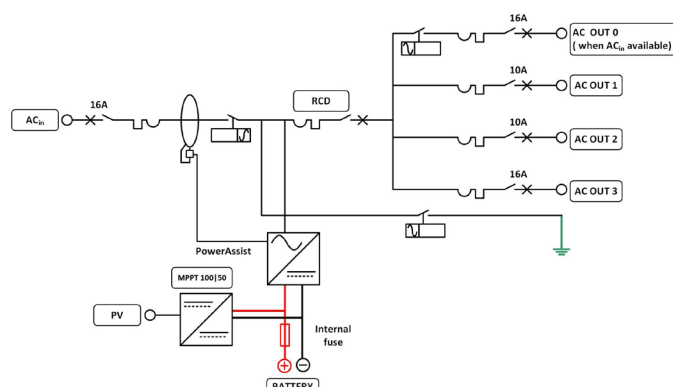 16A
AC OUT 0
( when ACin available)
10A
AC OUT 1
RCD
16A
ACin
10A
AC OUT 2
16A
AC OUT 3
PowerAssist
MPPT 100|50
PV
Internal
fuse
BATTERY